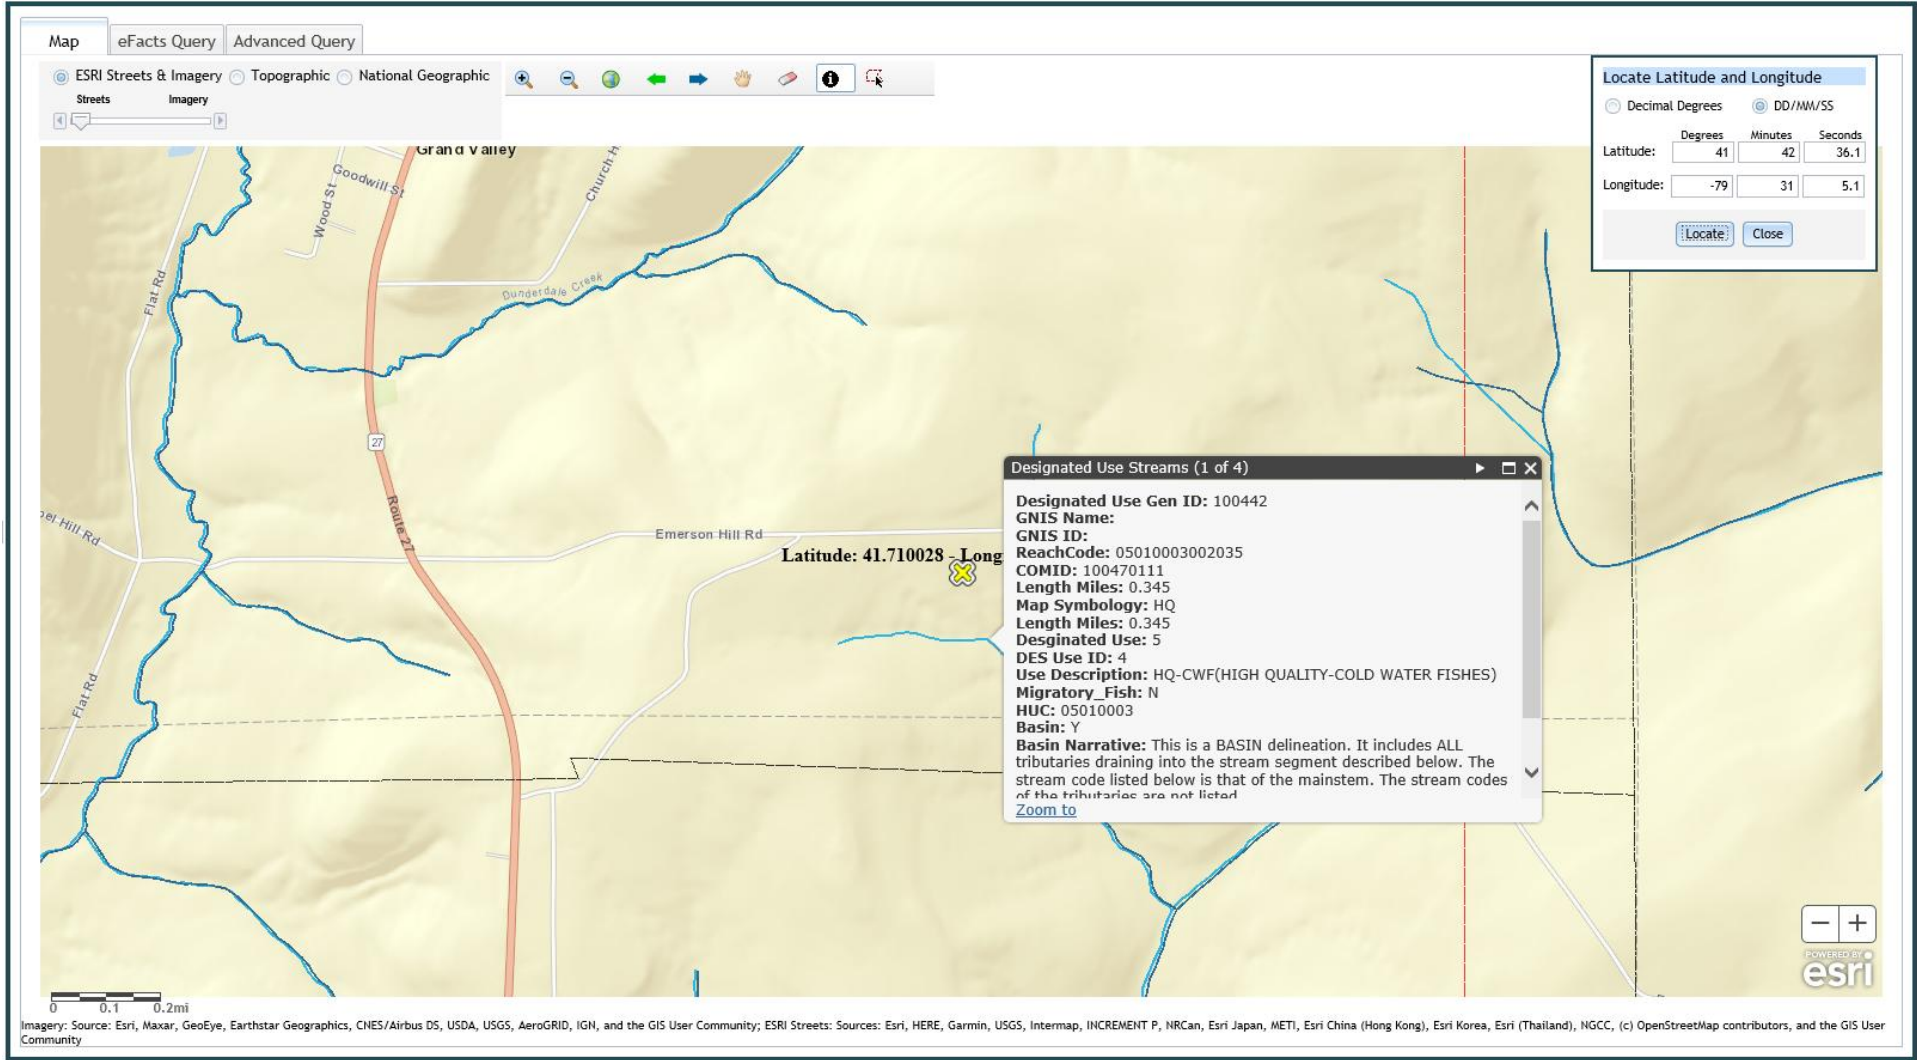 Map eFacts Query Advanced Query
ESRI Streets & Imagery Topographic National Geographic
Streets Imagery
Locate Latitude and Longitude
Decimal Degrees DD/MM/SS
Degrees Minutes Seconds
Latitude: 41 42 36.1
Longitude: -79 31 5.1
Locate Close
Grand Valley
Goodwill St
Wood St
Church H
Flat Rd
Dunderdale Creek
27
Route 27
pel Hill Rd
Emerson Hill Rd
Latitude: 41.710028 - Long
Flat Rd
Designated Use Streams (1 of 4)
Designated Use Gen ID: 100442
GNIS Name:
GNIS ID:
ReachCode: 05010003002035
COMID: 100470111
Length Miles: 0.345
Map Symbology: HQ
Length Miles: 0.345
Desginated Use: 5
DES Use ID: 4
Use Description: HQ-CWF(HIGH QUALITY-COLD WATER FISHES)
Migratory_Fish: N
HUC: 05010003
Basin: Y
Basin Narrative: This is a BASIN delineation. It includes ALL
tributaries draining into the stream segment described below. The
stream code listed below is that of the mainstem. The stream codes
of the tributaries are not listed
Zoom to
POWERED BY
esri
0 0.1 0.2mi
Imagery: Source: Esri, Maxar, GeoEye, Earthstar Geographics, CNES/Airbus DS, USDA, USGS, AeroGRID, IGN, and the GIS User Community; ESRI Streets: Sources: Esri, HERE, Garmin, USGS, Intermap, INCREMENT P, NRCan, Esri Japan, METI, Esri China (Hong Kong), Esri Korea, Esri (Thailand), NGCC, (c) OpenStreetMap contributors, and the GIS User
Community